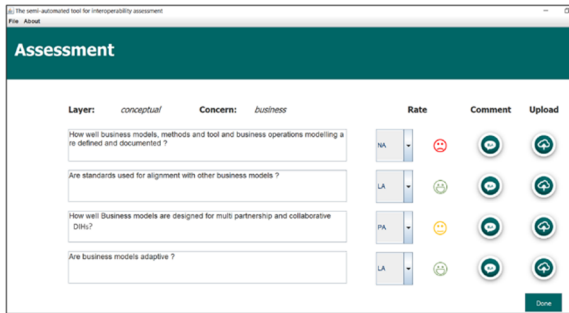 The semi-automated tool for interoperability assessment
File About
Assessment
Layer: conceptual Concern: business Rate Comment Upload
How well business models, methods and tool and business operations modelling a
re defined and documented ?
NA
Are standards used for alignment with other business models ?
LA
How well Business models are designed for multi partnership and collaborative
DIHs?
PA
Are business models adaptive ?
LA
Done